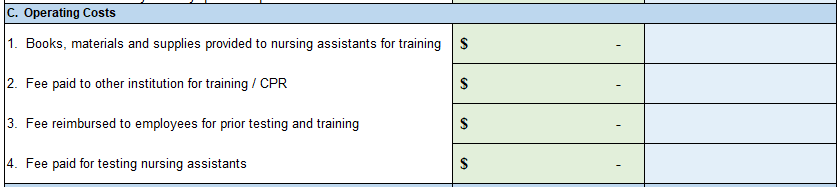 C. Operating Costs
1. Books, materials and supplies provided to nursing assistants for training $ -
2. Fee paid to other institution for training / CPR $ -
3. Fee reimbursed to employees for prior testing and training $ -
4. Fee paid for testing nursing assistants $ -